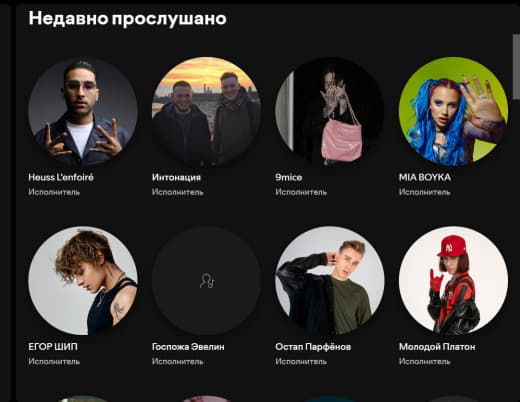 Недавно прослушано
Heuss L'enfoiré
Интонация
9mice
MIA BOYKA
Исполнитель
Исполнитель
Исполнитель
Исполнитель
ЕГОР ШИП
Госпожа Эвелин
Остап Парфёнов
Молодой Платон
Исполнитель
Исполнитель
Исполнитель
Исполнитель